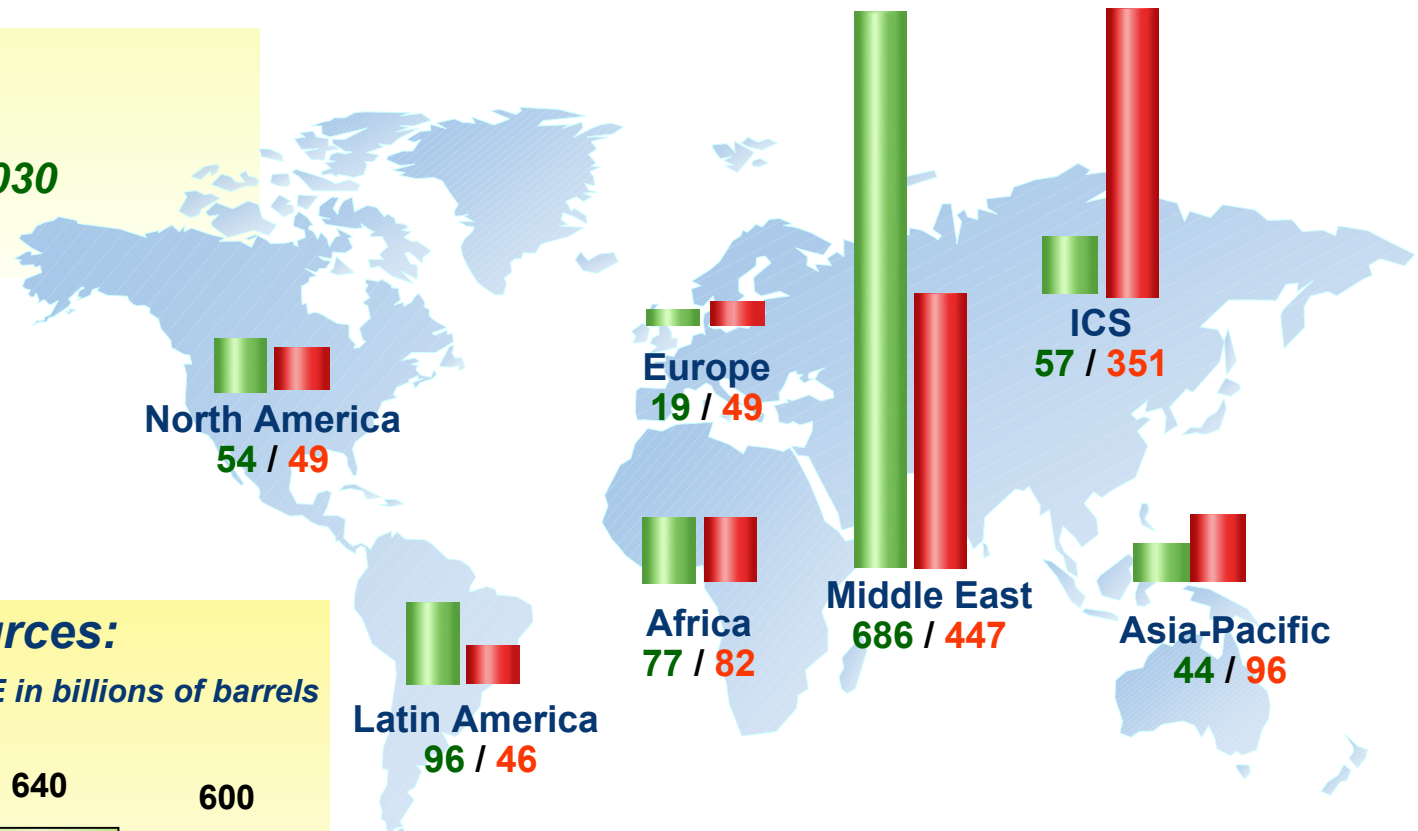 030
ICS
57 / 351
Europe
19 / 49
North America
54 / 49
Middle East
686 / 447
Africa
77 / 82
Asia-Pacific
44 / 96
Latin America
96 / 46
urces:
E in billions of barrels
640
600